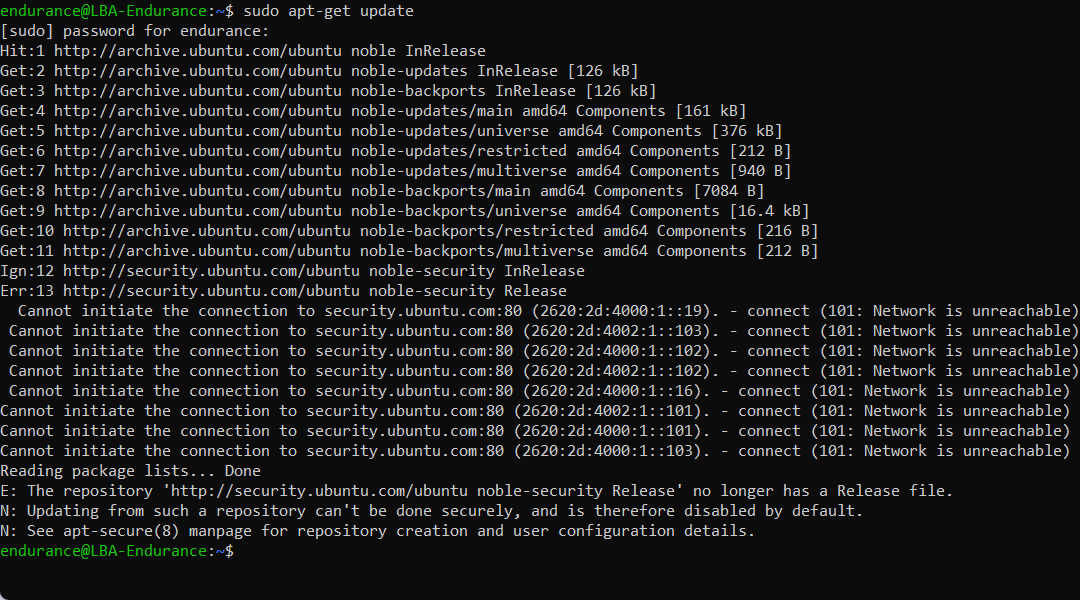 endurance@LBA-Endurance:~$ sudo apt-get update
[sudo] password for endurance:
Hit:1 http://archive.ubuntu.com/ubuntu noble InRelease
Get:2 http://archive.ubuntu.com/ubuntu noble-updates InRelease [126 kB]
Get:3 http://archive.ubuntu.com/ubuntu noble-backports InRelease [126 kB]
Get:4 http://archive.ubuntu.com/ubuntu noble-updates/main amd64 Components [161 kB]
Get:5 http://archive.ubuntu.com/ubuntu noble-updates/universe amd64 Components [376 kB]
Get:6 http://archive.ubuntu.com/ubuntu noble-updates/restricted amd64 Components [212 B]
Get:7 http://archive.ubuntu.com/ubuntu noble-updates/multiverse amd64 Components [940 B]
Get:8 http://archive.ubuntu.com/ubuntu noble-backports/main amd64 Components [7084 B]
Get:9 http://archive.ubuntu.com/ubuntu noble-backports/universe amd64 Components [16.4 kB]
Get:10 http://archive.ubuntu.com/ubuntu noble-backports/restricted amd64 Components [216 B]
Get:11 http://archive.ubuntu.com/ubuntu noble-backports/multiverse amd64 Components [212 B]
Ign:12 http://security.ubuntu.com/ubuntu noble-security InRelease
Err:13 http://security.ubuntu.com/ubuntu noble-security Release
  Cannot initiate the connection to security.ubuntu.com:80 (2620:2d:4000:1::19). - connect (101: Network is unreachable)
 Cannot initiate the connection to security.ubuntu.com:80 (2620:2d:4002:1::103). - connect (101: Network is unreachable)
 Cannot initiate the connection to security.ubuntu.com:80 (2620:2d:4000:1::102). - connect (101: Network is unreachable)
 Cannot initiate the connection to security.ubuntu.com:80 (2620:2d:4002:1::102). - connect (101: Network is unreachable)
 Cannot initiate the connection to security.ubuntu.com:80 (2620:2d:4000:1::16). - connect (101: Network is unreachable)
Cannot initiate the connection to security.ubuntu.com:80 (2620:2d:4002:1::101). - connect (101: Network is unreachable)
Cannot initiate the connection to security.ubuntu.com:80 (2620:2d:4000:1::101). - connect (101: Network is unreachable)
Cannot initiate the connection to security.ubuntu.com:80 (2620:2d:4000:1::103). - connect (101: Network is unreachable)
Reading package lists... Done
E: The repository 'http://security.ubuntu.com/ubuntu noble-security Release' no longer has a Release file.
N: Updating from such a repository can't be done securely, and is therefore disabled by default.
N: See apt-secure(8) manpage for repository creation and user configuration details.
endurance@LBA-Endurance:~$